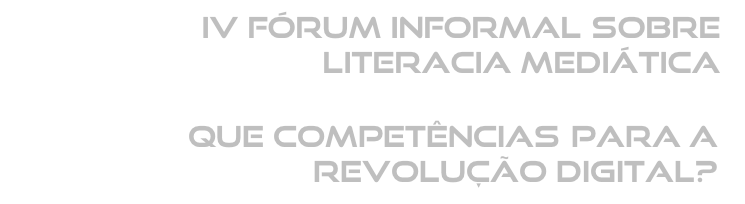 IV FÓRUM INFORMAL SOBRE
LITERACIA MEDIÁTICA
QUE COMPETÊNCIAS PARA A
REVOLUÇÃO DIGITAL?